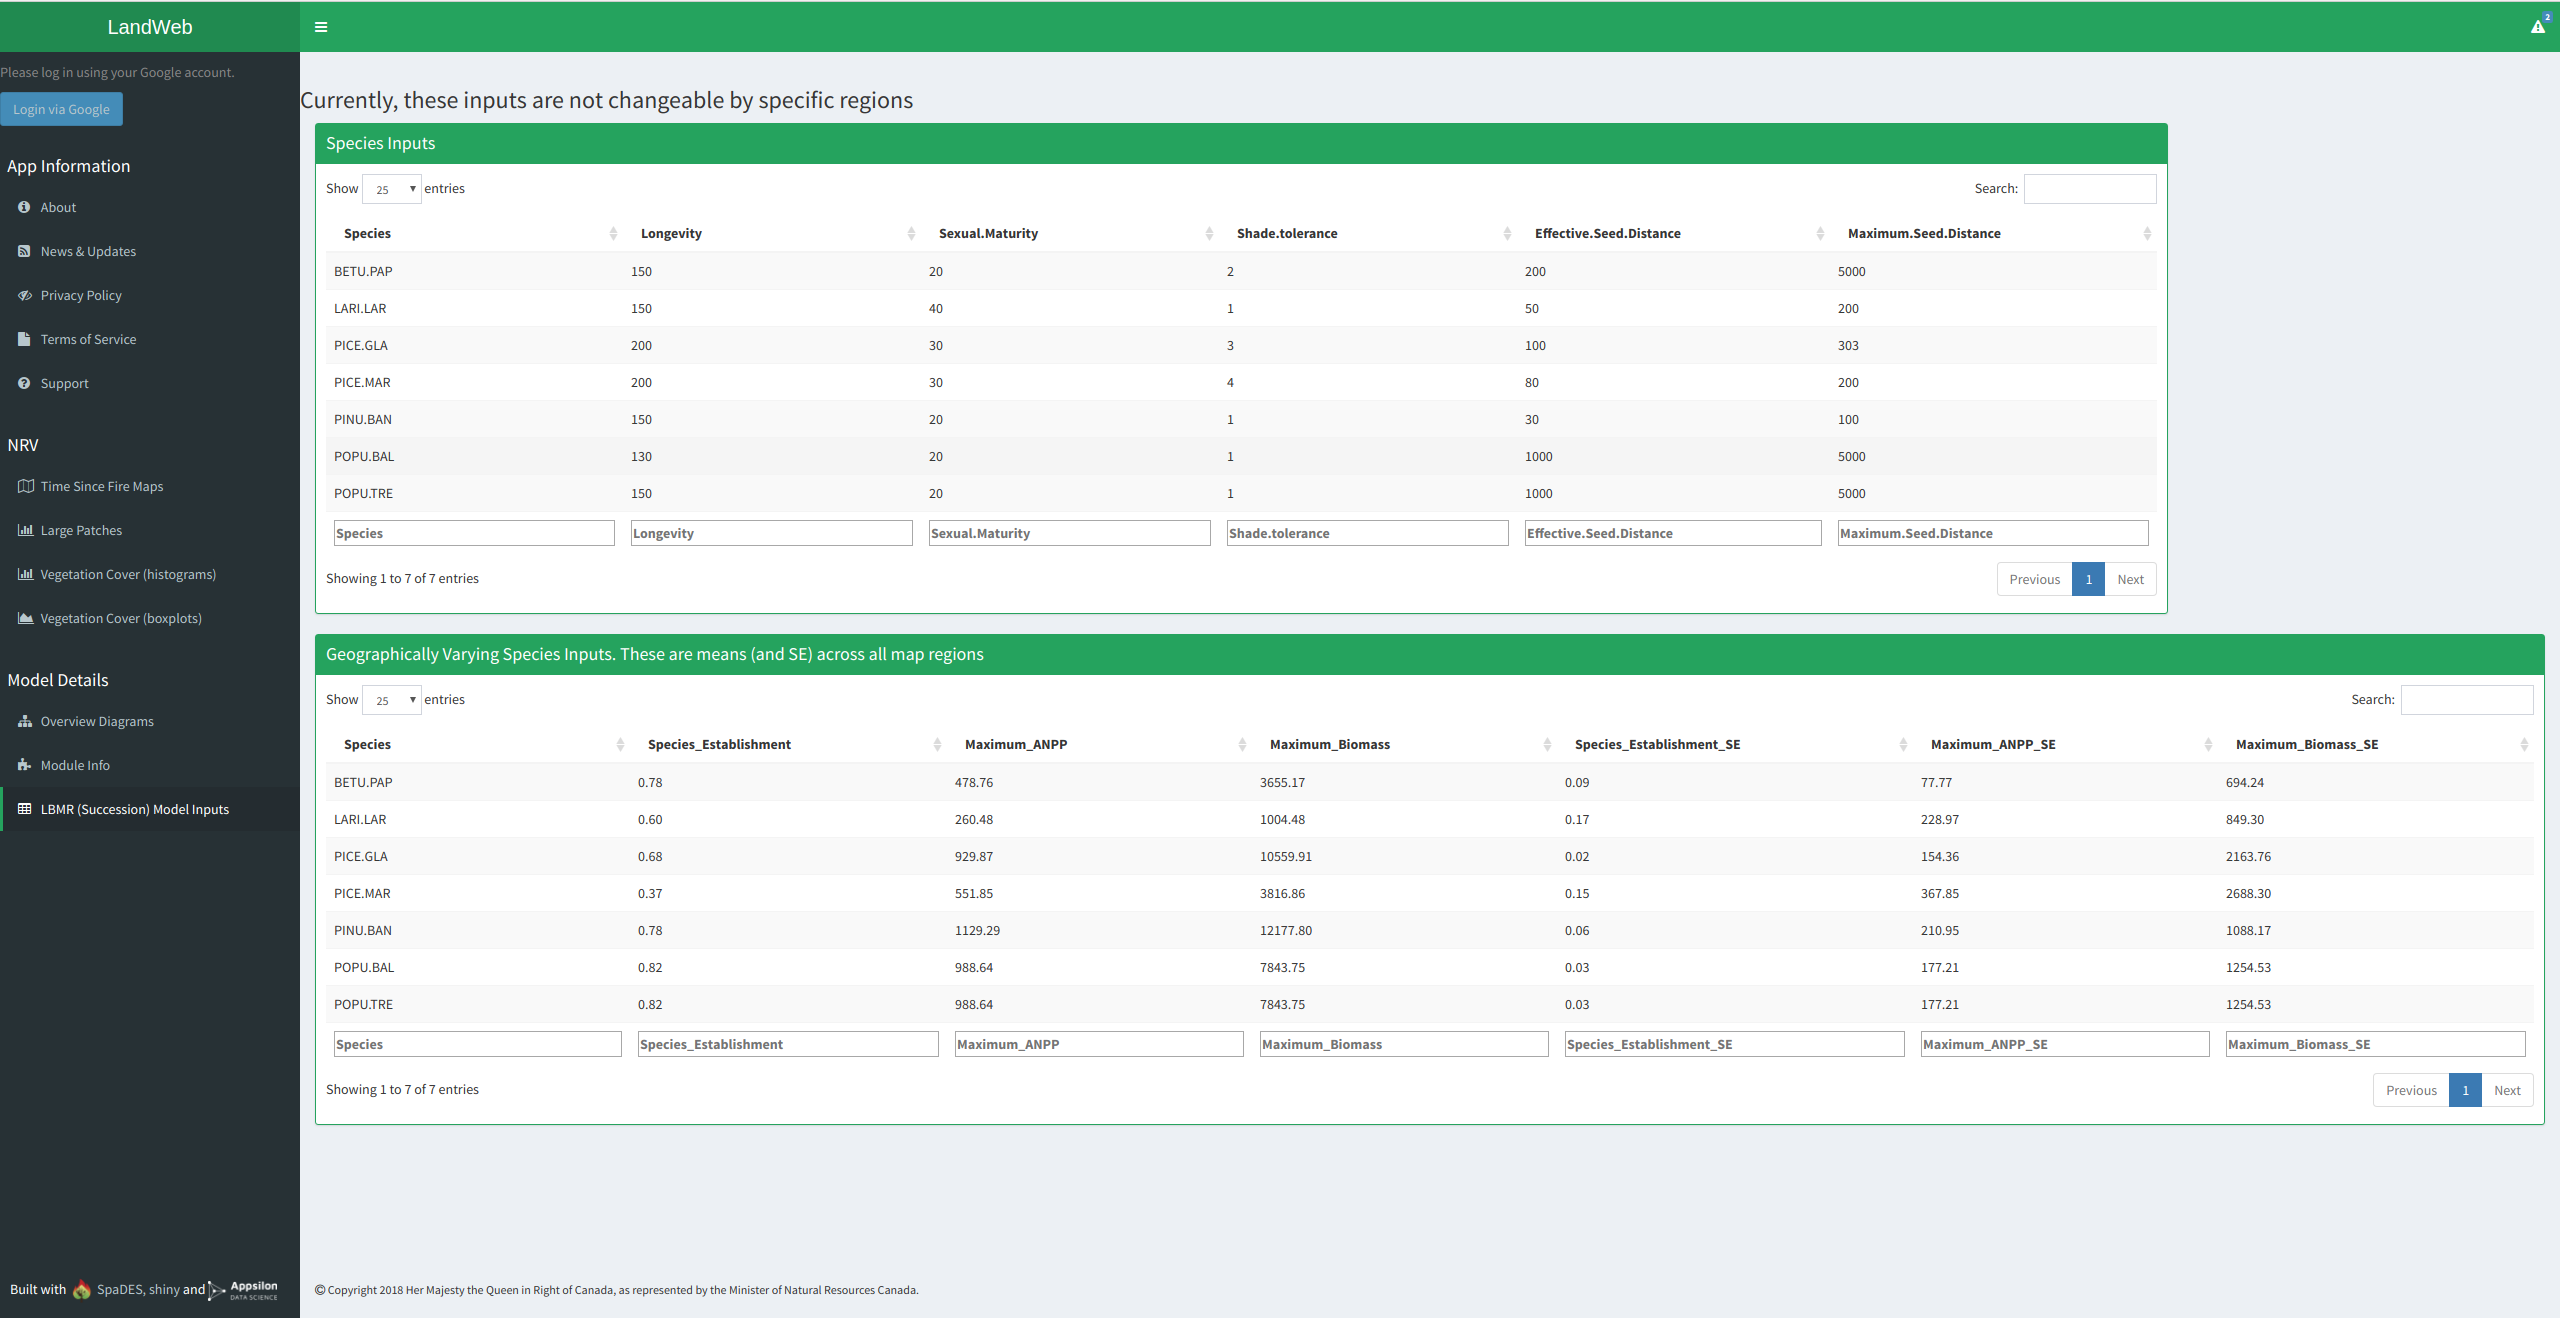 LandWeb
2
Please log in using your Google account.
Login via Google
App Information
About
News & Updates
Privacy Policy
Terms of Service
Support
NRV
Time Since Fire Maps
Large Patches
Vegetation Cover (histograms)
Vegetation Cover (boxplots)
Model Details
Overview Diagrams
Module Info
LBMR (Succession) Model Inputs
Built with SpaDES, shiny and Appsilon DATA SCIENCE
Currently, these inputs are not changeable by specific regions
Species Inputs
Show 25 entries Search:
Species Longevity Sexual.Maturity Shade.tolerance Effective.Seed.Distance Maximum.Seed.Distance
BETU.PAP 150 20 2 200 5000
LARI.LAR 150 40 1 50 200
PICE.GLA 200 30 3 100 303
PICE.MAR 200 30 4 80 200
PINU.BAN 150 20 1 30 100
POPU.BAL 130 20 1 1000 5000
POPU.TRE 150 20 1 1000 5000
Species Longevity Sexual.Maturity Shade.tolerance Effective.Seed.Distance Maximum.Seed.Distance
Showing 1 to 7 of 7 entries Previous 1 Next
Geographically Varying Species Inputs. These are means (and SE) across all map regions
Show 25 entries Search:
Species Species_Establishment Maximum_ANPP Maximum_Biomass Species_Establishment_SE Maximum_ANPP_SE Maximum_Biomass_SE
BETU.PAP 0.78 478.76 3655.17 0.09 77.77 694.24
LARI.LAR 0.60 260.48 1004.48 0.17 228.97 849.30
PICE.GLA 0.68 929.87 10559.91 0.02 154.36 2163.76
PICE.MAR 0.37 551.85 3816.86 0.15 367.85 2688.30
PINU.BAN 0.78 1129.29 12177.80 0.06 210.95 1088.17
POPU.BAL 0.82 988.64 7843.75 0.03 177.21 1254.53
POPU.TRE 0.82 988.64 7843.75 0.03 177.21 1254.53
Species Species_Establishment Maximum_ANPP Maximum_Biomass Species_Establishment_SE Maximum_ANPP_SE Maximum_Biomass_SE
Showing 1 to 7 of 7 entries Previous 1 Next
© Copyright 2018 Her Majesty the Queen in Right of Canada, as represented by the Minister of Natural Resources Canada.